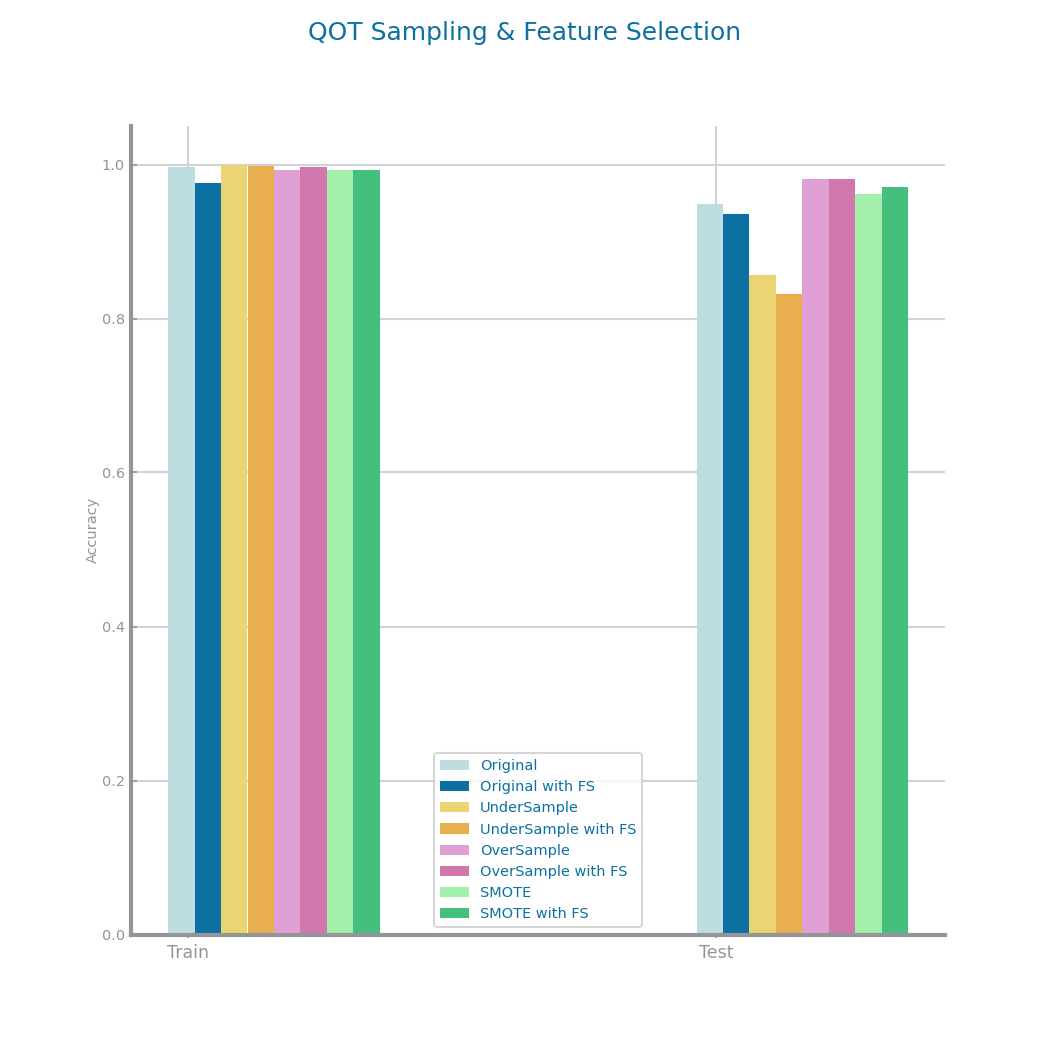 QOT Sampling & Feature Selection
1.0
0.8
0.6
0.4
0.2
0.0
Accuracy
Original
Original with FS
UnderSample
UnderSample with FS
OverSample
OverSample with FS
SMOTE
SMOTE with FS
Train
Test